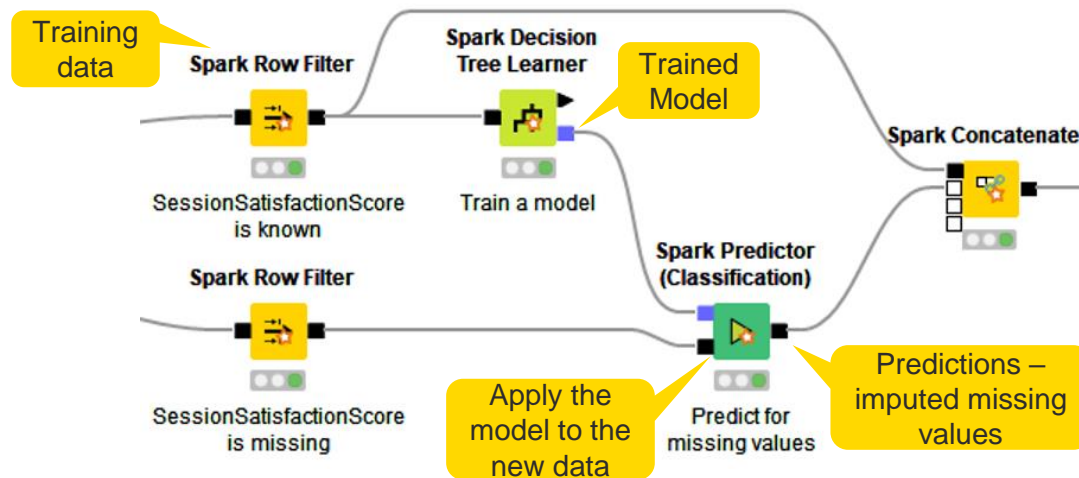 Training
data
Spark Row Filter
SessionSatisfactionScore
is known
Spark Decision
Tree Learner
Train a model
Trained
Model
Spark Concatenate
Spark Row Filter
SessionSatisfactionScore
is missing
Spark Predictor
(Classification)
Predict for
missing values
Apply the
model to the
new data
Predictions –
imputed missing
values